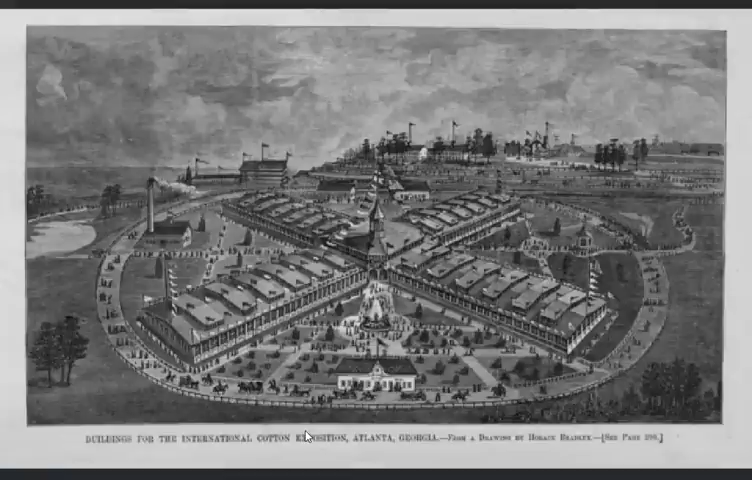 BUILDINGS FOR THE INTERNATIONAL COTTON EXPOSITION, ATLANTA, GEORGIA.—FROM A DRAWING BY HORACE BRADLEY.—[SEE PAGE